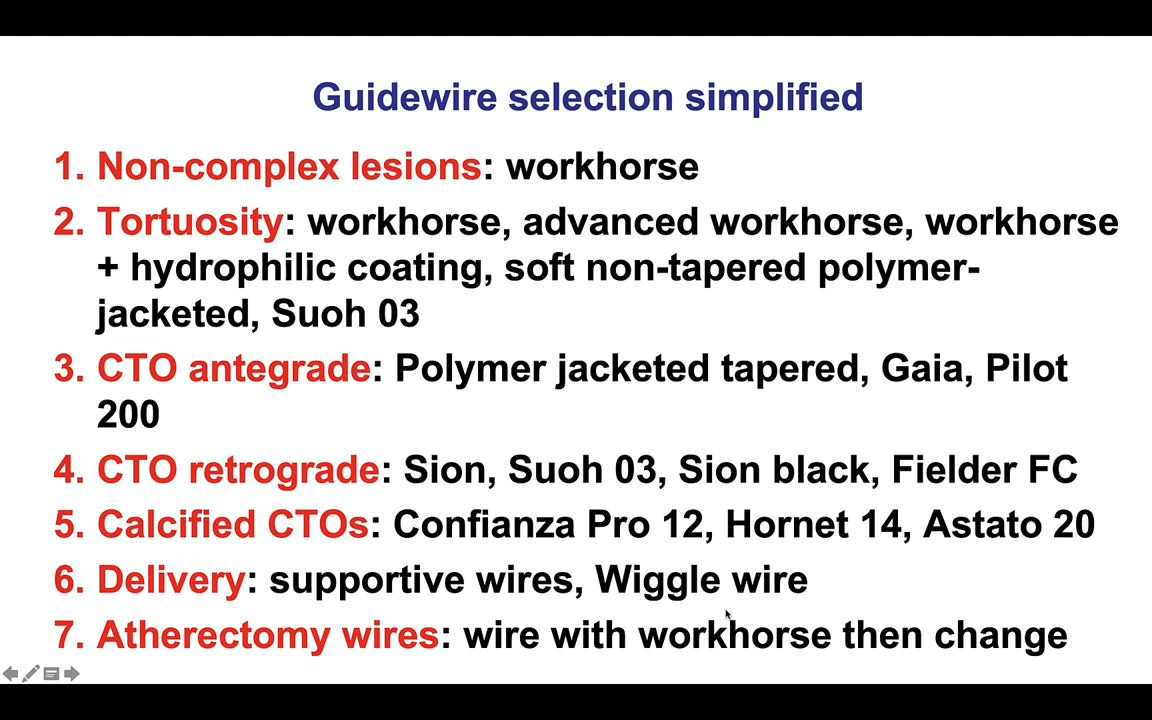 Guidewire selection simplified
1. Non-complex lesions: workhorse
2. Tortuosity: workhorse, advanced workhorse, workhorse
+ hydrophilic coating, soft non-tapered polymer-
jacketed, Suoh 03
3. CTO antegrade: Polymer jacketed tapered, Gaia, Pilot
200
4. CTO retrograde: Sion, Suoh 03, Sion black, Fielder FC
5. Calcified CTOs: Confianza Pro 12, Hornet 14, Astato 20
6. Delivery: supportive wires, Wiggle wire
7. Atherectomy wires: wire with workhorse then change